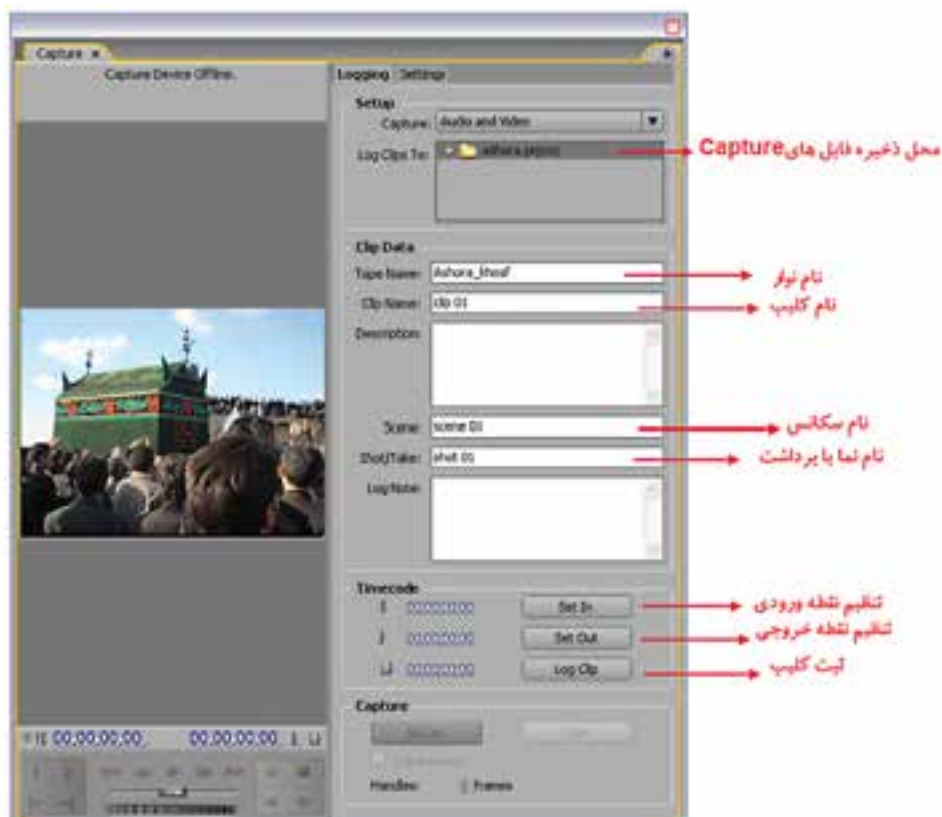 Capture
Capture Device Offline.
Logging Settings
Setup
Capture: Audio and Video
Log Clips To:
محل ذخیره فایل های Capture
Clip Data
Tape Name: Ashora_khosf
نام نوار
Clip Name: clip 01
نام کلیپ
Description:
Scene: scene 01
نام سکانس
Shot/Take: shot 01
نام نما یا برداشت
Log Note:
Timecode
00;00;00;00 Set In
تنظیم نقطه ورودی
00;00;00;00 Set Out
تنظیم نقطه خروجی
00;00;00;00 Log Clip
ثبت کلیپ
Capture
Handles: Frames
00;00;00;00 00;00;00;00